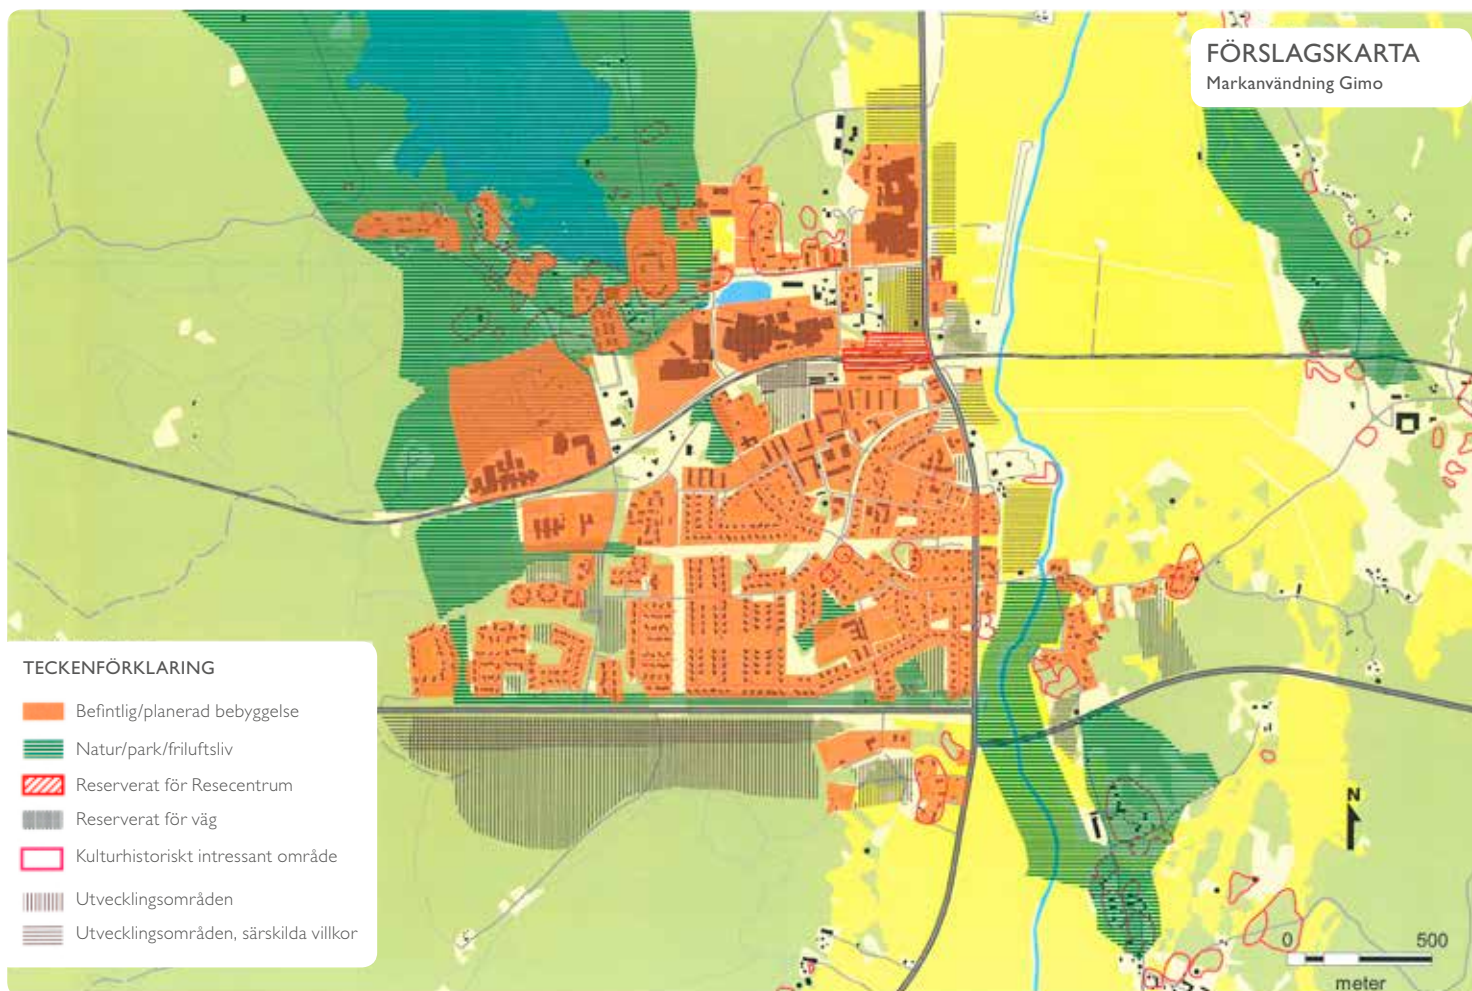 FÖRSLAGSKARTA
Markanvändning Gimo
TECKENFÖRKLARING
Befintlig/planerad bebyggelse
Natur/park/friluftsliv
Reserverat för Resecentrum
Reserverat för väg
Kulturhistoriskt intressant område
Utvecklingsområden
Utvecklingsområden, särskilda villkor
N
0 500
meter